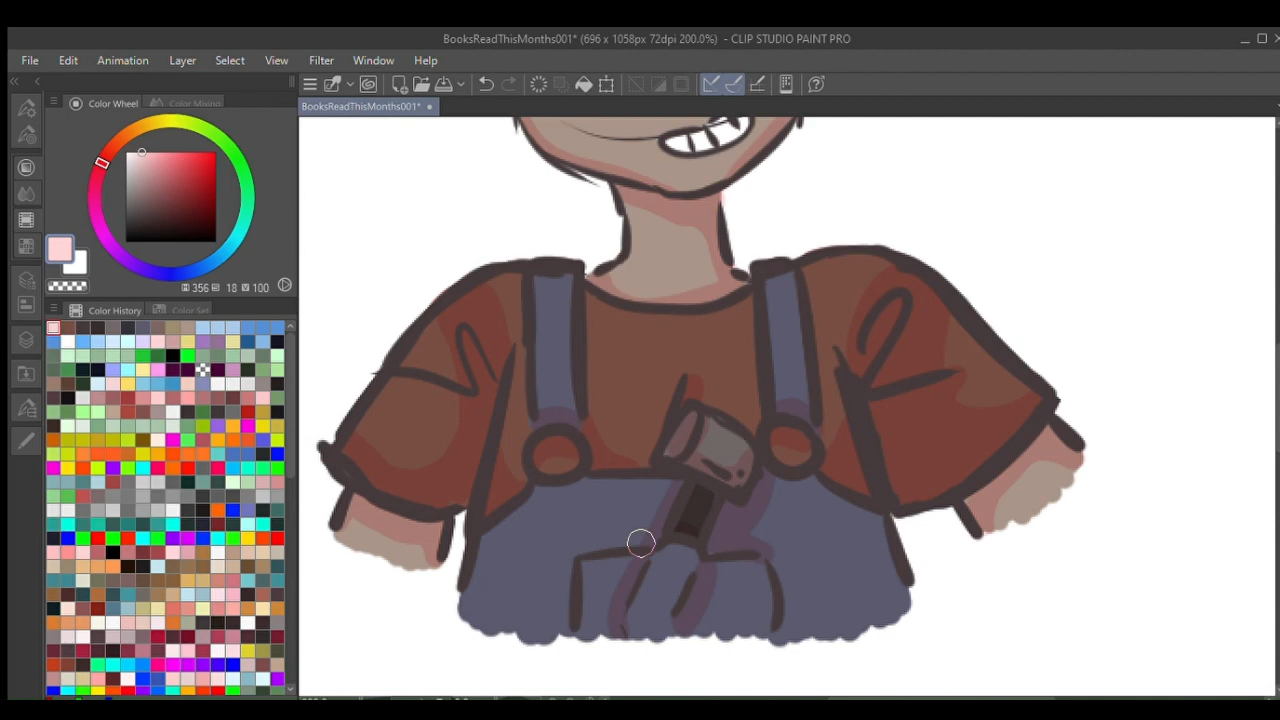 BooksReadThisMonths001* (696 x 1058px 72dpi 200.0%) - CLIP STUDIO PAINT PRO
File Edit Animation Layer Select View Filter Window Help
Color Wheel Color Mixing
BooksReadThisMonths001*
356 18 V 100
Color History Color Set